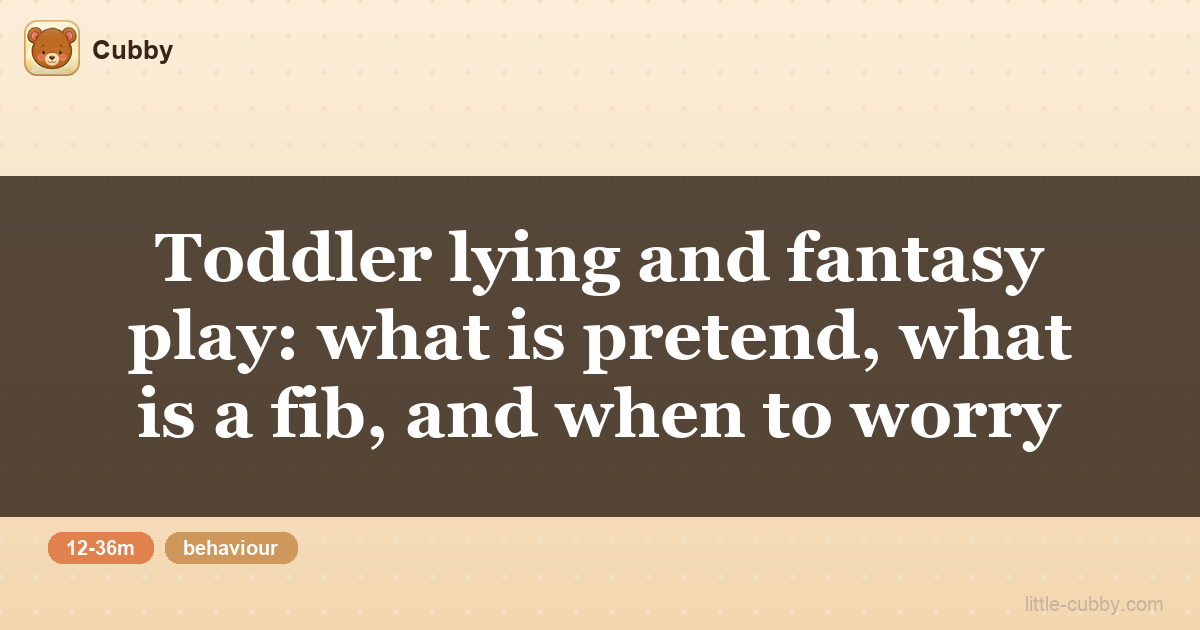 Cubby
Toddler lying and fantasy
play: what is pretend, what
is a fib, and when to worry
12-36m
behaviour
little-cubby.com